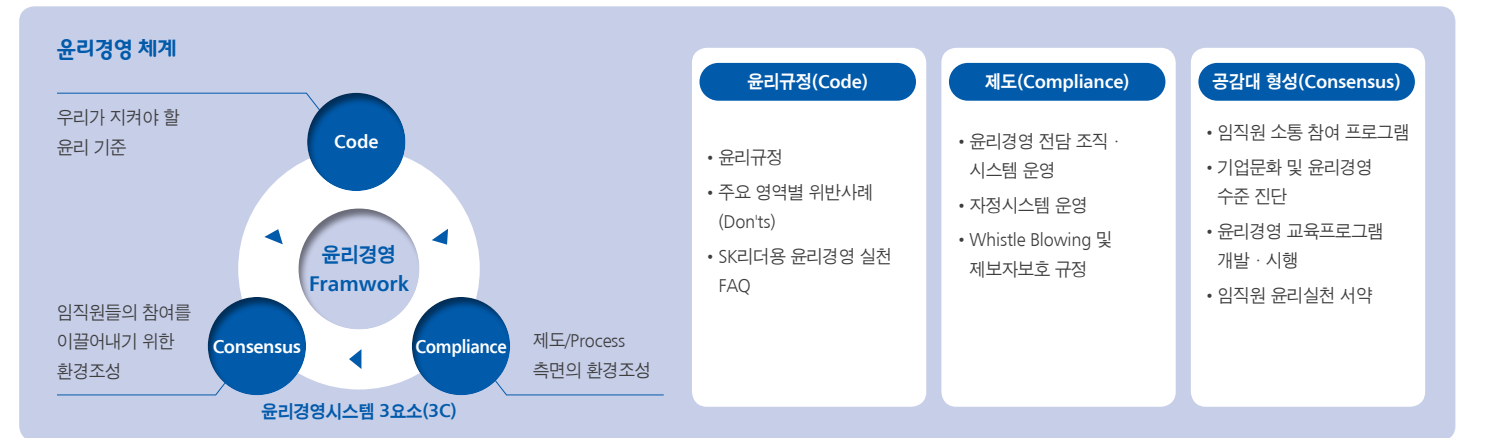 윤리경영 체계
우리가 지켜야 할
윤리 기준
Code
윤리경영
Framwork
임직원들의 참여를
이끌어내기 위한
환경조성
Consensus
Compliance
제도/Process
측면의 환경조성
윤리경영시스템 3요소(3C)
윤리규정(Code)
• 윤리규정
• 주요 영역별 위반사례
(Don'ts)
• SK리더용 윤리경영 실천
FAQ
제도(Compliance)
• 윤리경영 전담 조직 ·
시스템 운영
• 자정시스템 운영
• Whistle Blowing 및
제보자보호 규정
공감대 형성(Consensus)
• 임직원 소통 참여 프로그램
• 기업문화 및 윤리경영
수준 진단
• 윤리경영 교육프로그램
개발 · 시행
• 임직원 윤리실천 서약